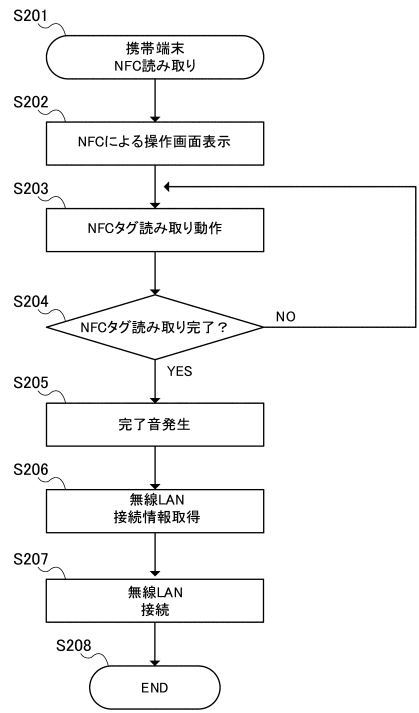 S201
携帯端末
NFC読み取り
S202
NFCによる操作画面表示
S203
NFCタグ読み取り動作
S204
NFCタグ読み取り完了？
NO
YES
S205
完了音発生
S206
無線LAN
接続情報取得
S207
無線LAN
接続
S208
END